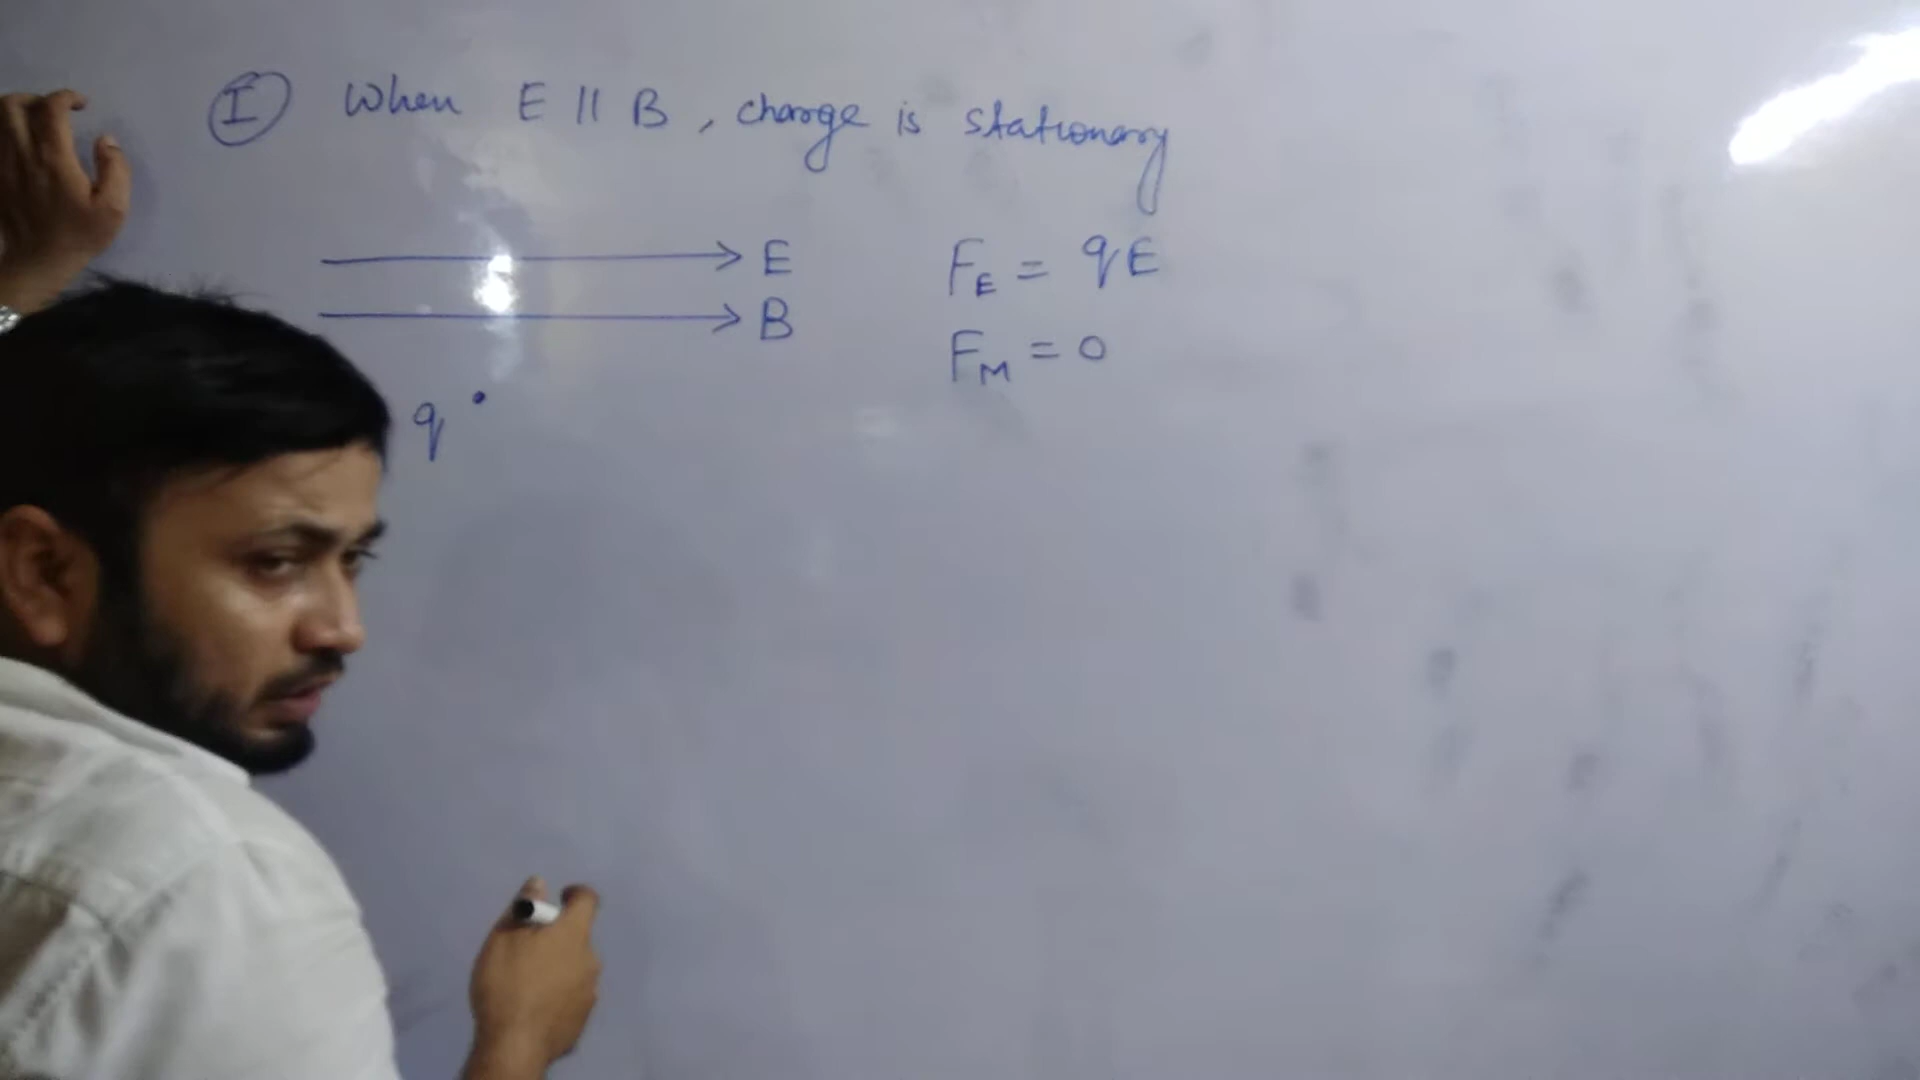 I When E || B, charge is stationary
E
F_E = qE
B
F_M = 0
q